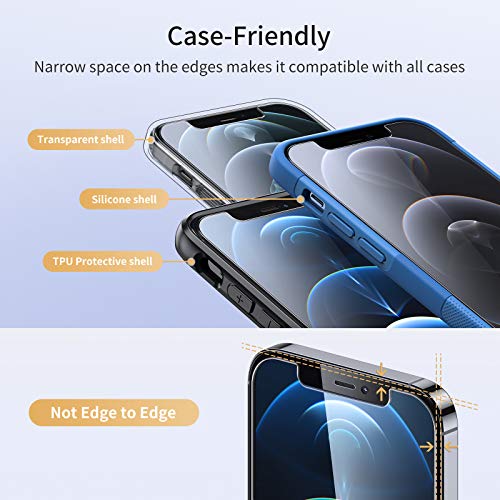 Case-Friendly
Narrow space on the edges makes it compatible with all cases
Transparent shell
Silicone shell
TPU Protective shell
Not Edge to Edge